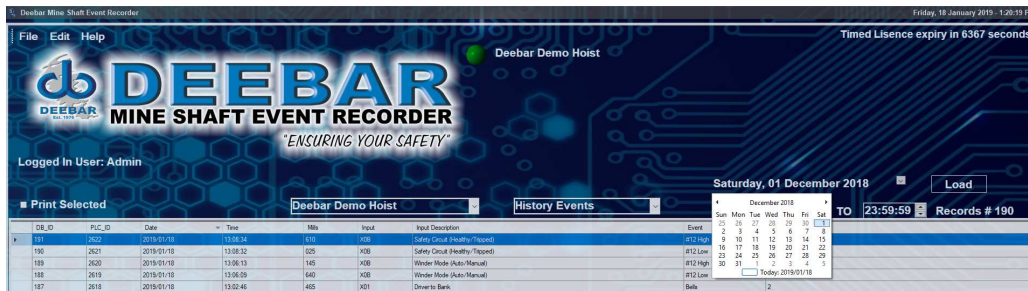 Deebar Mine Shaft Event Recorder
Friday, 18 January 2019 - 1:20:19 P
File Edit Help
Timed Lisence expiry in 6367 seconds
Deebar Demo Hoist
db
DEEBAR
Est. 1976
DEEBAR
MINE SHAFT EVENT RECORDER
"ENSURING YOUR SAFETY"
Logged In User: Admin
Saturday, 01 December 2018
Load
Print Selected
Deebar Demo Hoist
History Events
TO 23:59:59 Records # 190
December 2018
Sun Mon Tue Wed Thu Fri Sat
25 26 27 28 29 30 1
2 3 4 5 6 7 8
9 10 11 12 13 14 15
16 17 18 19 20 21 22
23 24 25 26 27 28 29
30 31 1 2 3 4 5
Today: 2019/01/18
DB_ID PLC_ID Date Time Mills Input Input Description Event
191 2622 2019/01/18 13:08:34 610 X0B Safety Circuit (Healthy/Tripped) #12 High
190 2621 2019/01/18 13:08:32 025 X0B Safety Circuit (Healthy/Tripped) #12 Low
189 2620 2019/01/18 13:06:13 145 X0B Winder Mode (Auto/Manual) #12 High
188 2619 2019/01/18 13:06:09 640 X0B Winder Mode (Auto/Manual) #12 Low
187 2618 2019/01/18 13:02:46 465 X01 Driver to Bank Bells 2